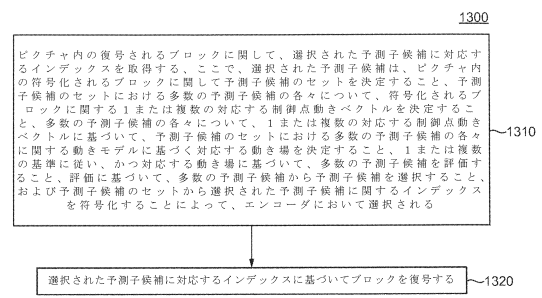 1300
ピクチャ内の復号されるブロックに関して、選択された予測子候補に対応す
るインデックスを取得する、ここで、選択された予測子候補は、ピクチャ内
の符号化されるブロックに関して予測子候補のセットを決定すること、予測
子候補のセットにおける多数の予測子候補の各々について、符号化されるブ
ロックに関する1または複数の対応する制御点動きベクトルを決定するこ
と、多数の予測子候補の各々について、1または複数の対応する制御点動き
ベクトルに基づいて、予測子候補のセットにおける多数の予測子候補の各々
に関する動きモデルに基づく対応する動き場を決定すること、1または複数
の基準に従い、かつ対応する動き場に基づいて、多数の予測子候補を評価す
ること、評価に基づいて、多数の予測子候補から予測子候補を選択すること、
および予測子候補のセットから選択された予測子候補に関するインデックス
を符号化することによって、エンコーダにおいて選択される
1310
選択された予測子候補に対応するインデックスに基づいてブロックを復号する
1320